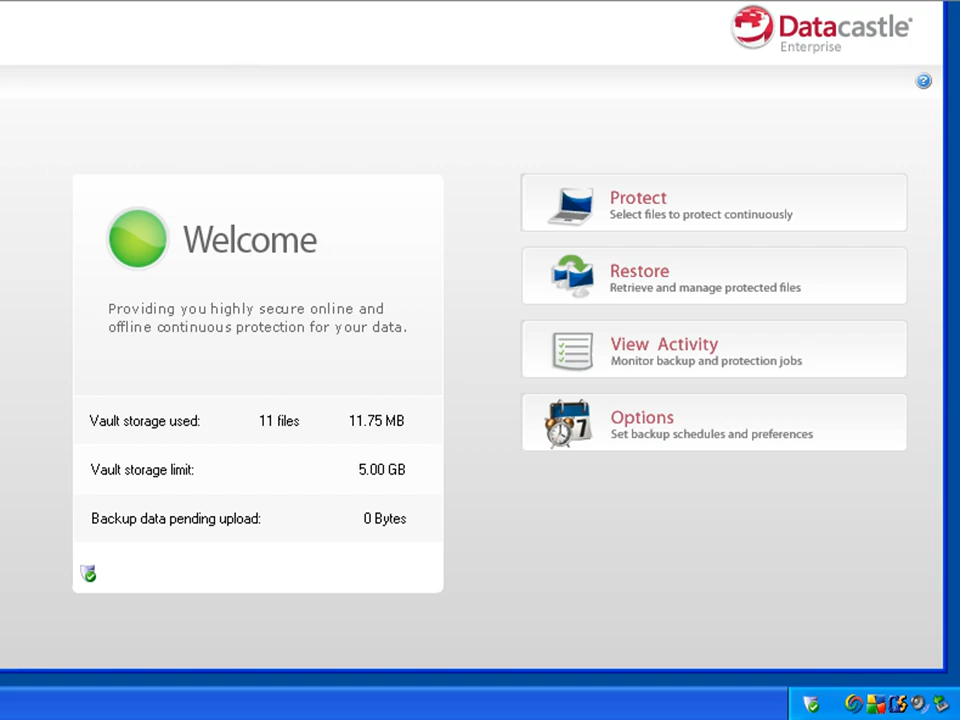 Datacastle
Enterprise
Welcome
Providing you highly secure online and
offline continuous protection for your data.
Vault storage used: 11 files 11.75 MB
Vault storage limit: 5.00 GB
Backup data pending upload: 0 Bytes
Protect
Select files to protect continuously
Restore
Retrieve and manage protected files
View Activity
Monitor backup and protection jobs
7
Options
Set backup schedules and preferences